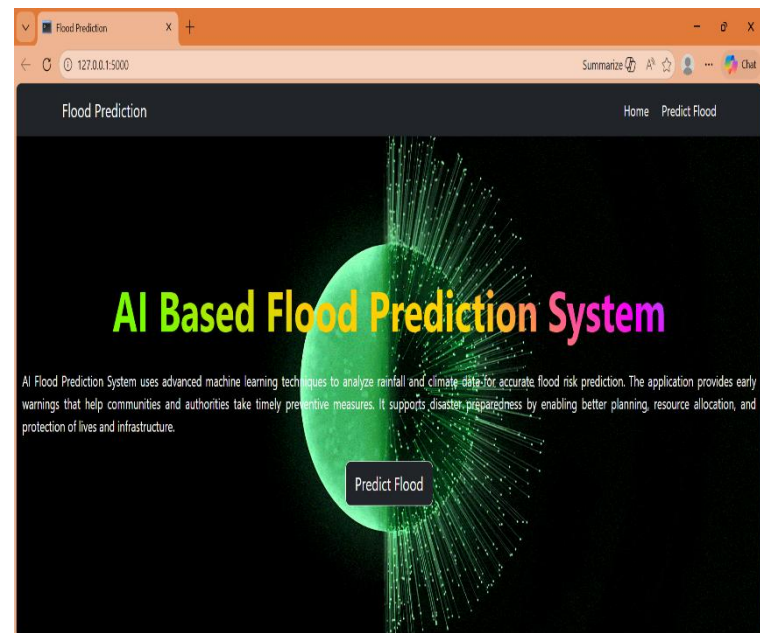 Flood Prediction
127.0.0.1:5000
Summarize
Chat
Flood Prediction
Home Predict Flood
AI Based Flood Prediction System
AI Flood Prediction System uses advanced machine learning techniques to analyze rainfall and climate data for accurate flood risk prediction. The application provides early
warnings that help communities and authorities take timely preventive measures. It supports disaster preparedness by enabling better planning, resource allocation, and
protection of lives and infrastructure.
Predict Flood